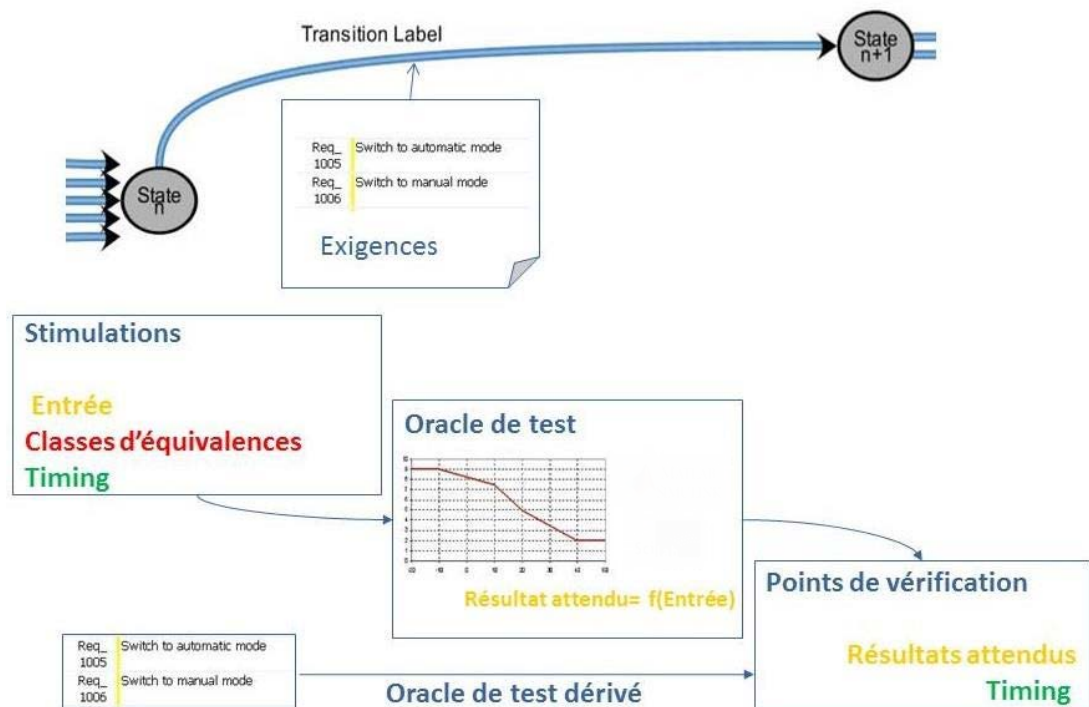 Transition Label
State
n+1
State
n
Req_ Switch to automatic mode
1005
Req_ Switch to manual mode
1006
Exigences
Stimulations
Entrée
Classes d'équivalences
Timing
Oracle de test
Résultat attendu= f(Entrée)
Points de vérification
Résultats attendus
Timing
Req_ Switch to automatic mode
1005
Req_ Switch to manual mode
1006
Oracle de test dérivé